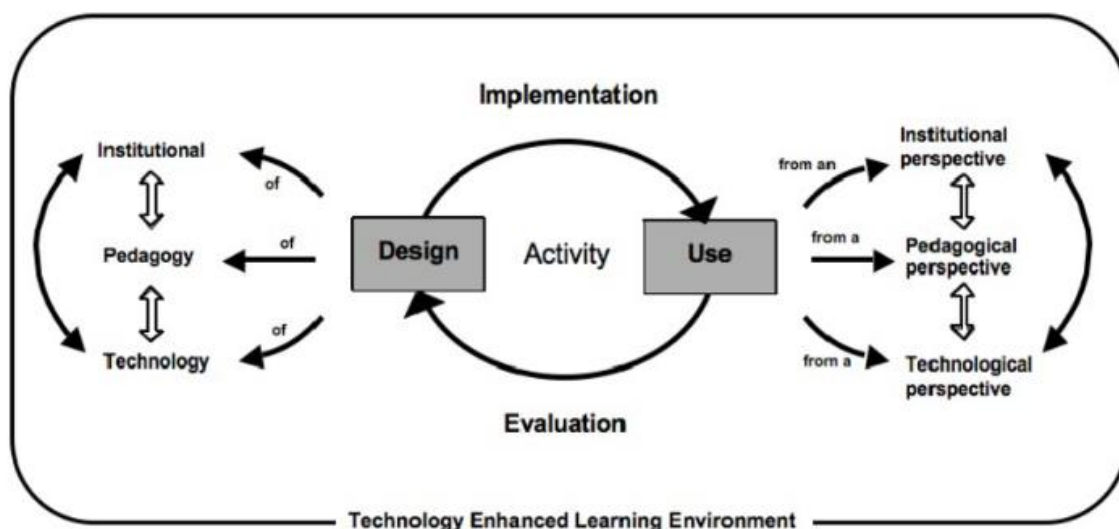 Implementation
Institutional
of
Pedagogy
of
Technology
of
Design
Activity
Use
from an
Institutional
perspective
from a
Pedagogical
perspective
from a
Technological
perspective
Evaluation
Technology Enhanced Learning Environment